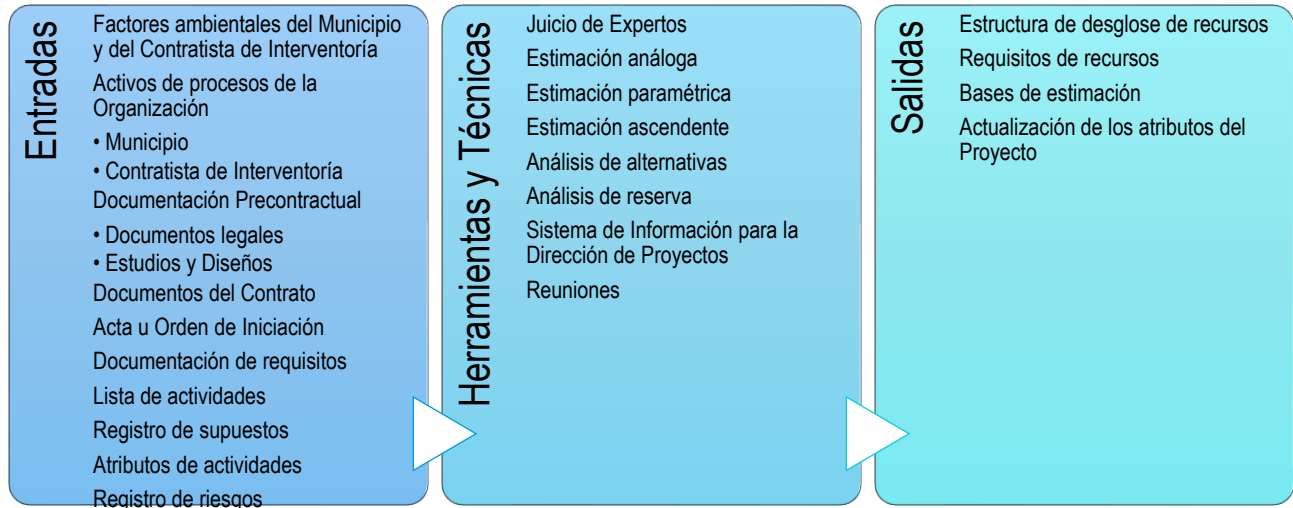 Entradas
Factores ambientales del Municipio
y del Contratista de Interventoría
Activos de procesos de la
Organización
• Municipio
• Contratista de Interventoría
Documentación Precontractual
• Documentos legales
• Estudios y Diseños
Documentos del Contrato
Acta u Orden de Iniciación
Documentación de requisitos
Lista de actividades
Registro de supuestos
Atributos de actividades
Registro de riesgos
Herramientas y Técnicas
Juicio de Expertos
Estimación análoga
Estimación paramétrica
Estimación ascendente
Análisis de alternativas
Análisis de reserva
Sistema de Información para la
Dirección de Proyectos
Reuniones
Salidas
Estructura de desglose de recursos
Requisitos de recursos
Bases de estimación
Actualización de los atributos del
Proyecto